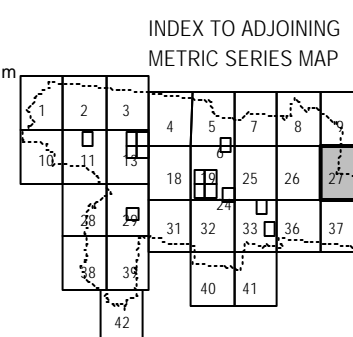 INDEX TO ADJOINING
METRIC SERIES MAP
m
1 2 3 4 5 7 8 9
6
10 11 13 18 19 25 26 27
24
28 29 31 32 33 36 37
38 39 40 41
42